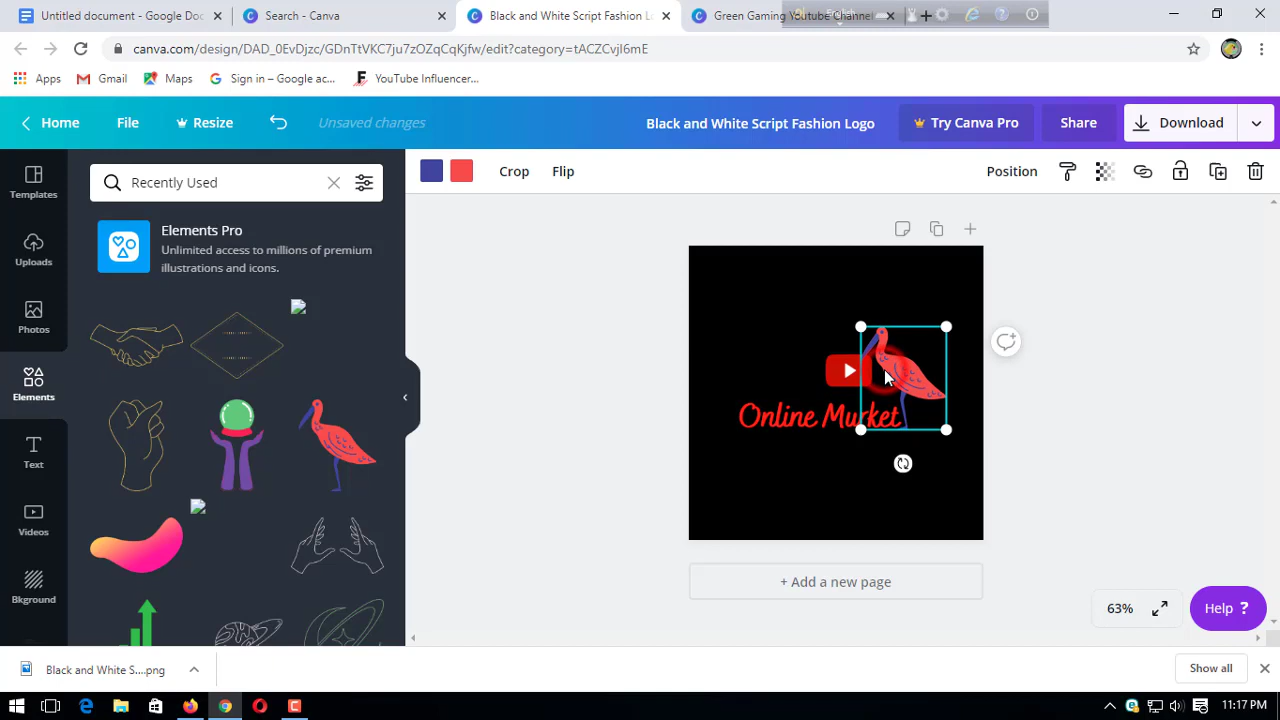 Untitled document - Google Doc
Search - Canva
Black and White Script Fashion L
Green Gaming Youtube Channel
English
canva.com/design/DAD_0EvDjzc/GDnTtVKC7ju7zOZqCqKjfw/edit?category=tACZCvjI6mE
Apps
Gmail
Maps
Sign in – Google ac...
YouTube Influencer...
Home
File
Resize
Unsaved changes
Black and White Script Fashion Logo
Try Canva Pro
Share
Download
Templates
Uploads
Photos
Elements
Text
Videos
Bkground
Recently Used
Elements Pro
Unlimited access to millions of premium
illustrations and icons.
Crop
Flip
Position
Online Murket
+ Add a new page
63%
Help ?
Black and White S....png
Show all
11:17 PM